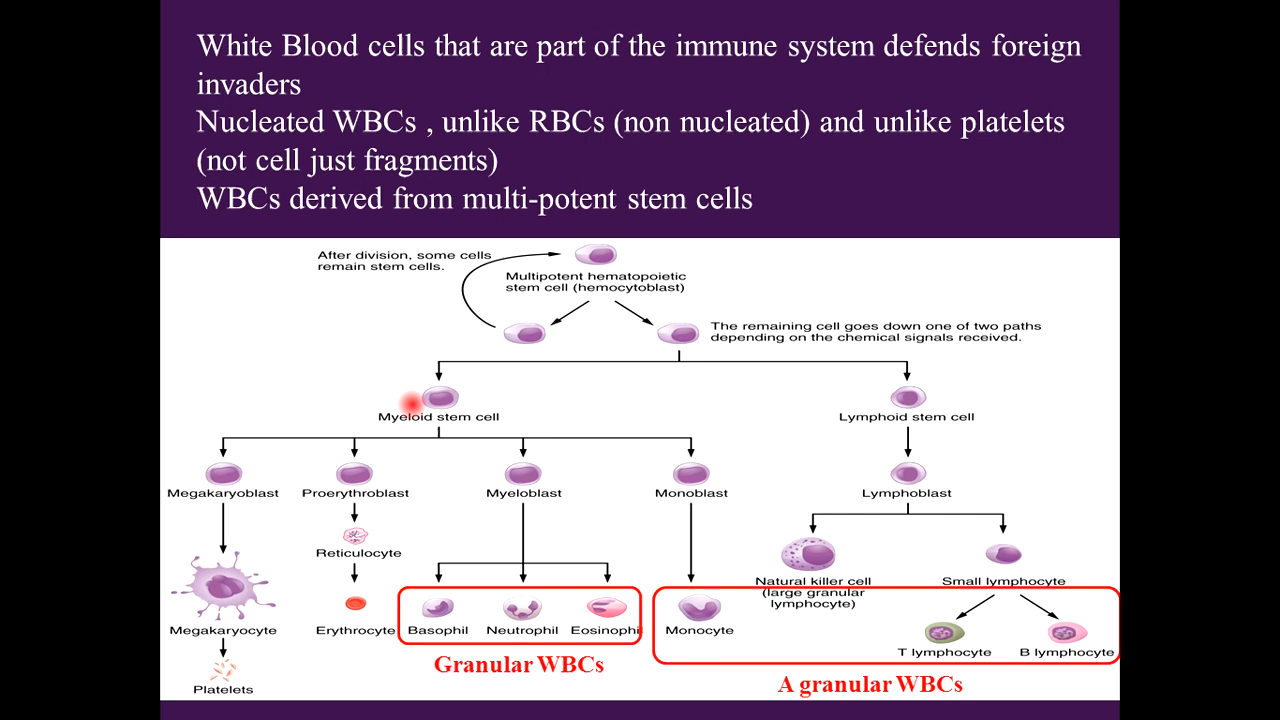 White Blood cells that are part of the immune system defends foreign
invaders
Nucleated WBCs , unlike RBCs (non nucleated) and unlike platelets
(not cell just fragments)
WBCs derived from multi-potent stem cells
After division, some cells
remain stem cells.
Multipotent hematopoietic
stem cell (hemocytoblast)
The remaining cell goes down one of two paths
depending on the chemical signals received.
Myeloid stem cell
Lymphoid stem cell
Megakaryoblast
Proerythroblast
Myeloblast
Monoblast
Lymphoblast
Reticulocyte
Natural killer cell
(large granular
lymphocyte)
Small lymphocyte
Megakaryocyte
Erythrocyte
Basophil
Neutrophil
Eosinophi
Monocyte
T lymphocyte
B lymphocyte
Granular WBCs
A granular WBCs
Platelets